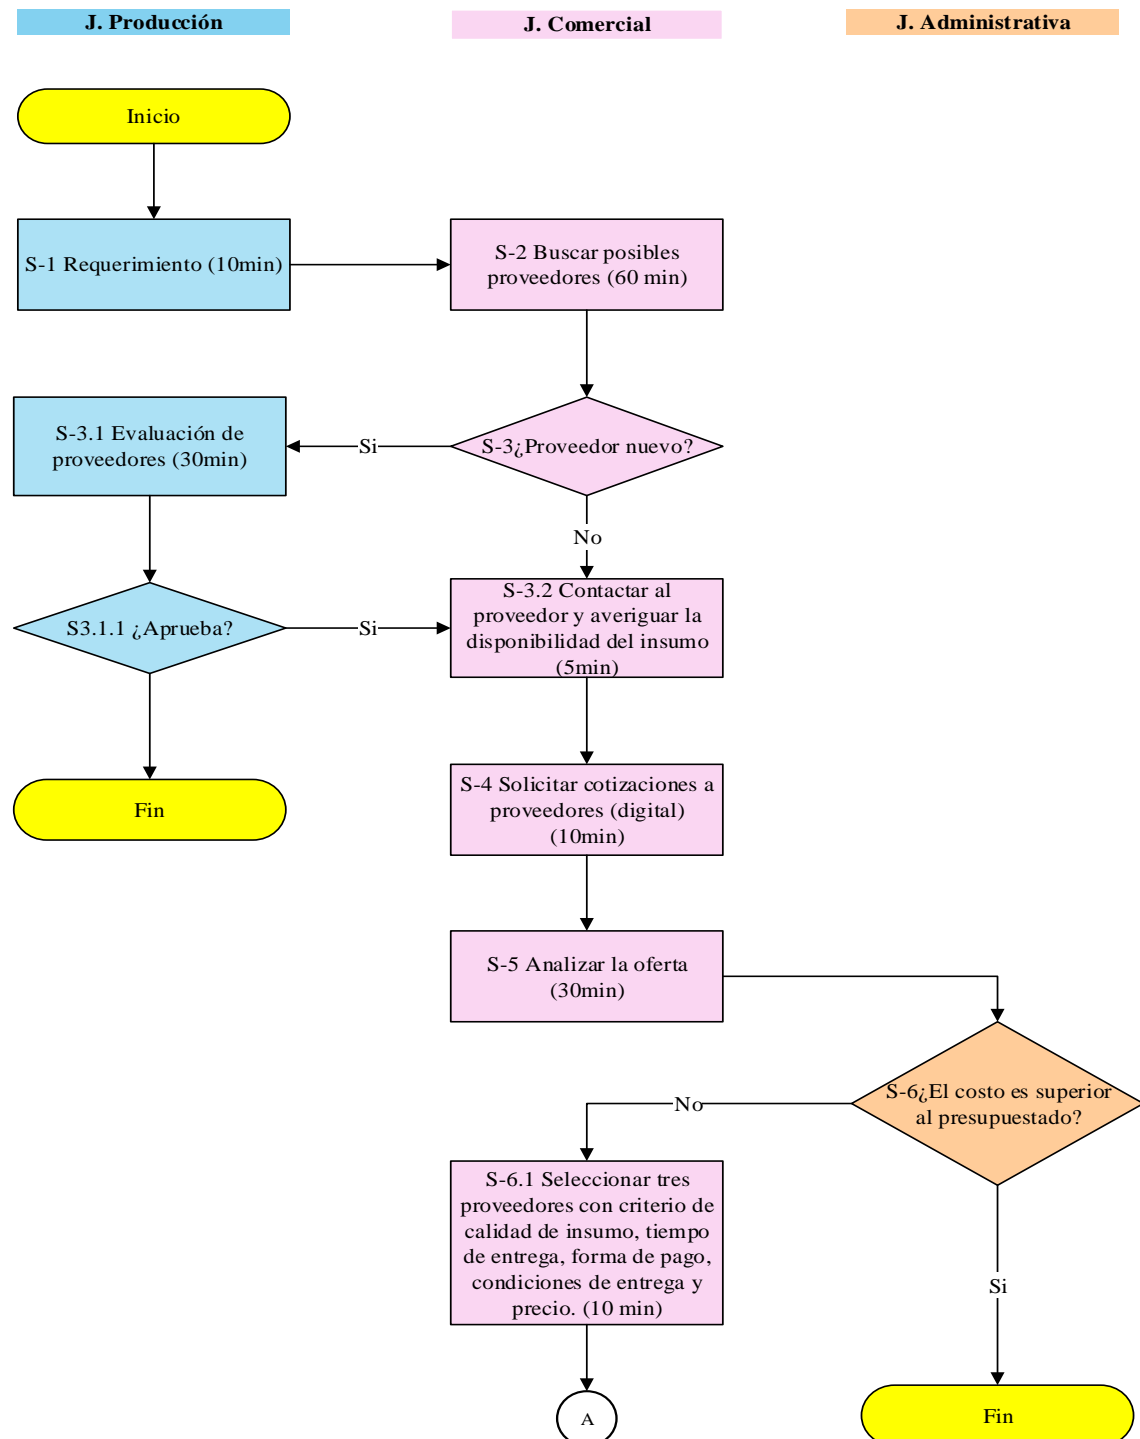 J. Producción
J. Comercial
J. Administrativa
Inicio
S-1 Requerimiento (10min)
S-2 Buscar posibles
proveedores (60 min)
S-3.1 Evaluación de
proveedores (30min)
Si
S-3¿Proveedor nuevo?
No
S3.1.1 ¿Aprueba?
Si
S-3.2 Contactar al
proveedor y averiguar la
disponibilidad del insumo
(5min)
Fin
S-4 Solicitar cotizaciones a
proveedores (digital)
(10min)
S-5 Analizar la oferta
(30min)
S-6¿El costo es superior
al presupuestado?
No
S-6.1 Seleccionar tres
proveedores con criterio de
calidad de insumo, tiempo
de entrega, forma de pago,
condiciones de entrega y
precio. (10 min)
Si
A
Fin